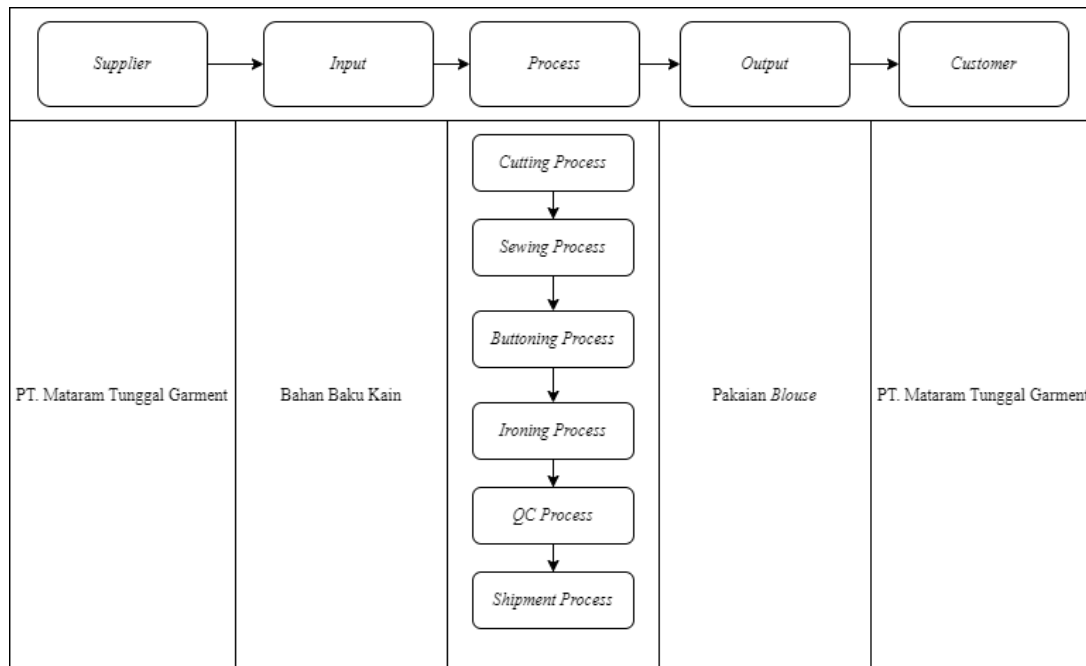 Supplier
Input
Process
Output
Customer
Cutting Process
Sewing Process
Buttoning Process
PT. Mataram Tunggal Garment
Bahan Baku Kain
Pakaian Blouse
PT. Mataram Tunggal Garment
Ironing Process
QC Process
Shipment Process